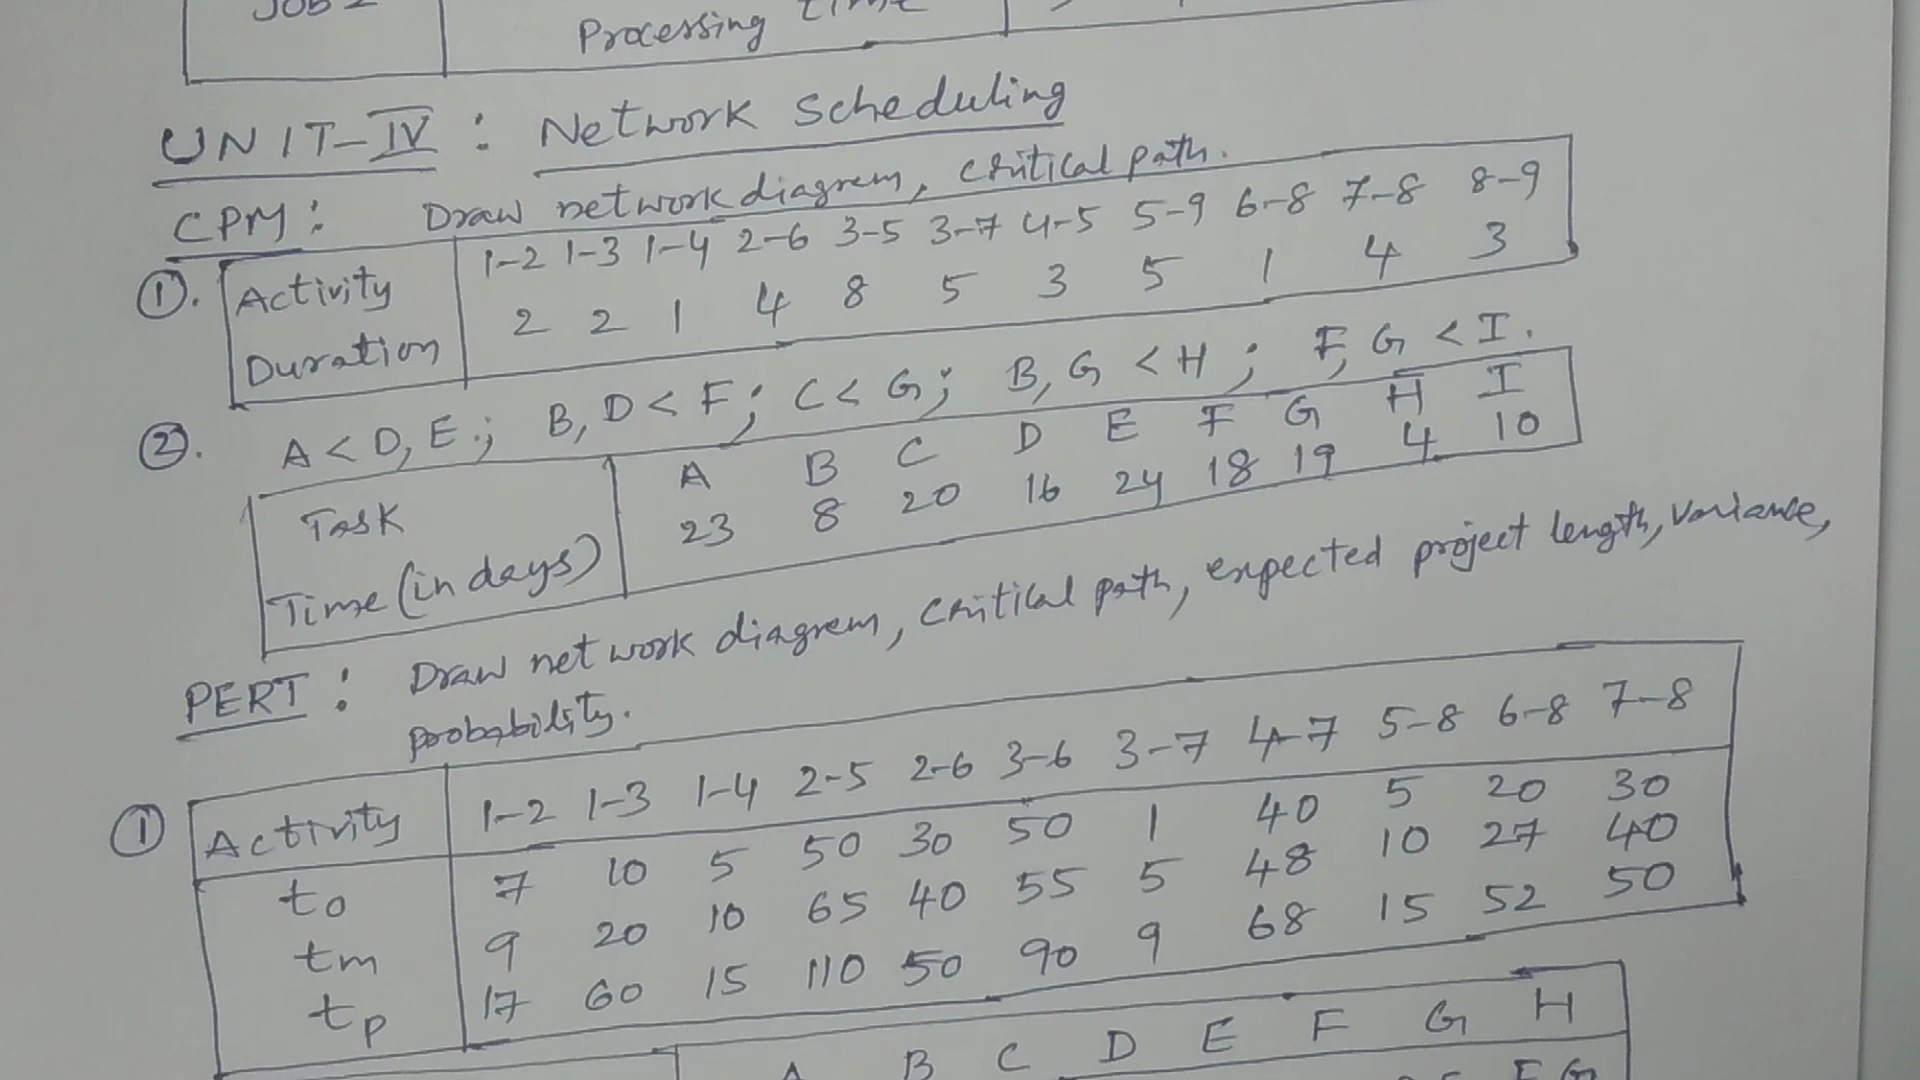 JOB 2
Processing time
UNIT-IV : Network Scheduling
CPM : Draw network diagram, critical path.
①. Activity 1-2 1-3 1-4 2-6 3-5 3-7 4-5 5-9 6-8 7-8 8-9
Duration 2 2 1 4 8 5 3 5 1 4 3
②. A < D, E ; B, D < F ; C < G ; B, G < H ; F, G < I.
Task A B C D E F G H I
Time (in days) 23 8 20 16 24 18 19 4 10
PERT : Draw network diagram, critical path, expected project length, variance,
probability.
① Activity 1-2 1-3 1-4 2-5 2-6 3-6 3-7 4-7 5-8 6-8 7-8
to 7 10 5 50 30 50 1 40 5 20 30
tm 9 20 10 65 40 55 5 48 10 27 40
tp 17 60 15 110 50 90 9 68 15 52 50
A B C D E F G H